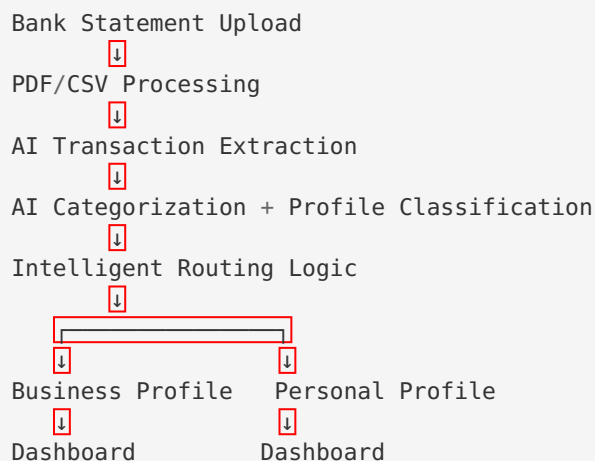 Bank Statement Upload
↓
PDF/CSV Processing
↓
AI Transaction Extraction
↓
AI Categorization + Profile Classification
↓
Intelligent Routing Logic
↓
┌─────────────────┐
↓ ↓
Business Profile   Personal Profile
↓ ↓
Dashboard Dashboard